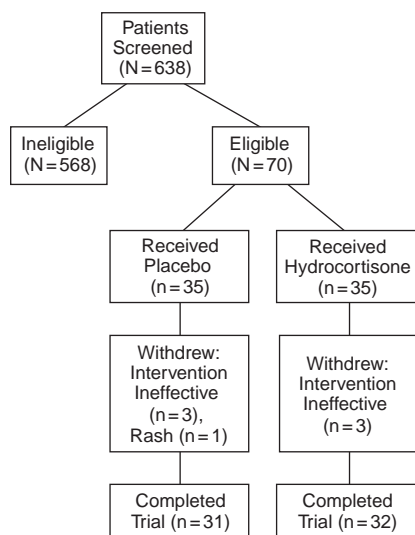 Patients
Screened
(N=638)
Ineligible
(N=568)
Eligible
(N=70)
Received
Placebo
(n=35)
Received
Hydrocortisone
(n=35)
Withdrew:
Intervention
Ineffective
(n=3),
Rash (n=1)
Withdrew:
Intervention
Ineffective
(n=3)
Completed
Trial (n=31)
Completed
Trial (n=32)